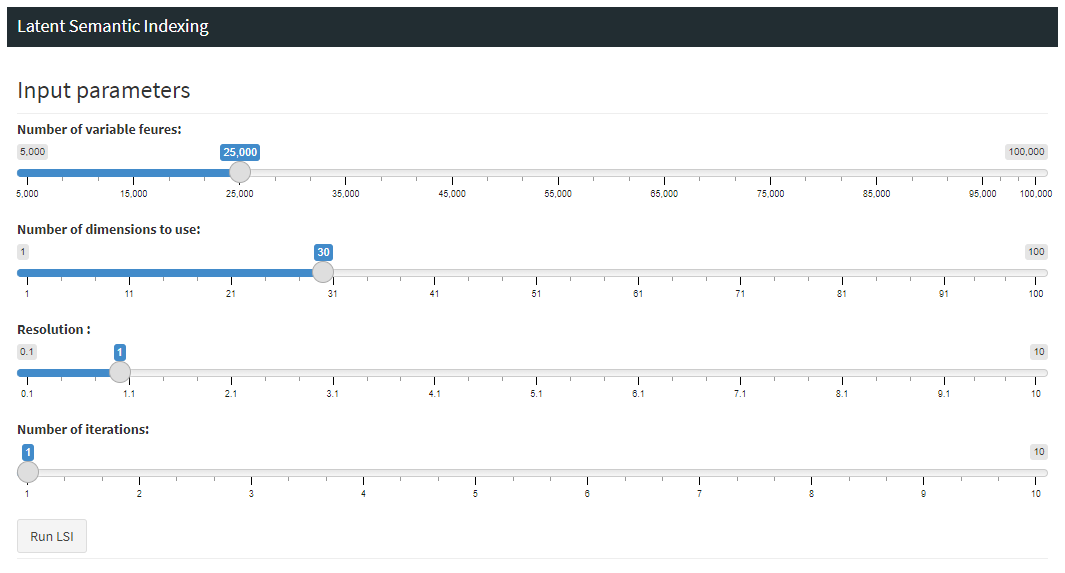 Latent Semantic Indexing
Input parameters
Number of variable feures:
5,000 25,000 100,000
5,000 15,000 25,000 35,000 45,000 55,000 65,000 75,000 85,000 95,000 100,000
Number of dimensions to use:
1 30 100
1 11 21 31 41 51 61 71 81 91 100
Resolution :
0.1 1 10
0.1 1.1 2.1 3.1 4.1 5.1 6.1 7.1 8.1 9.1 10
Number of iterations:
1 10
1 2 3 4 5 6 7 8 9 10
Run LSI